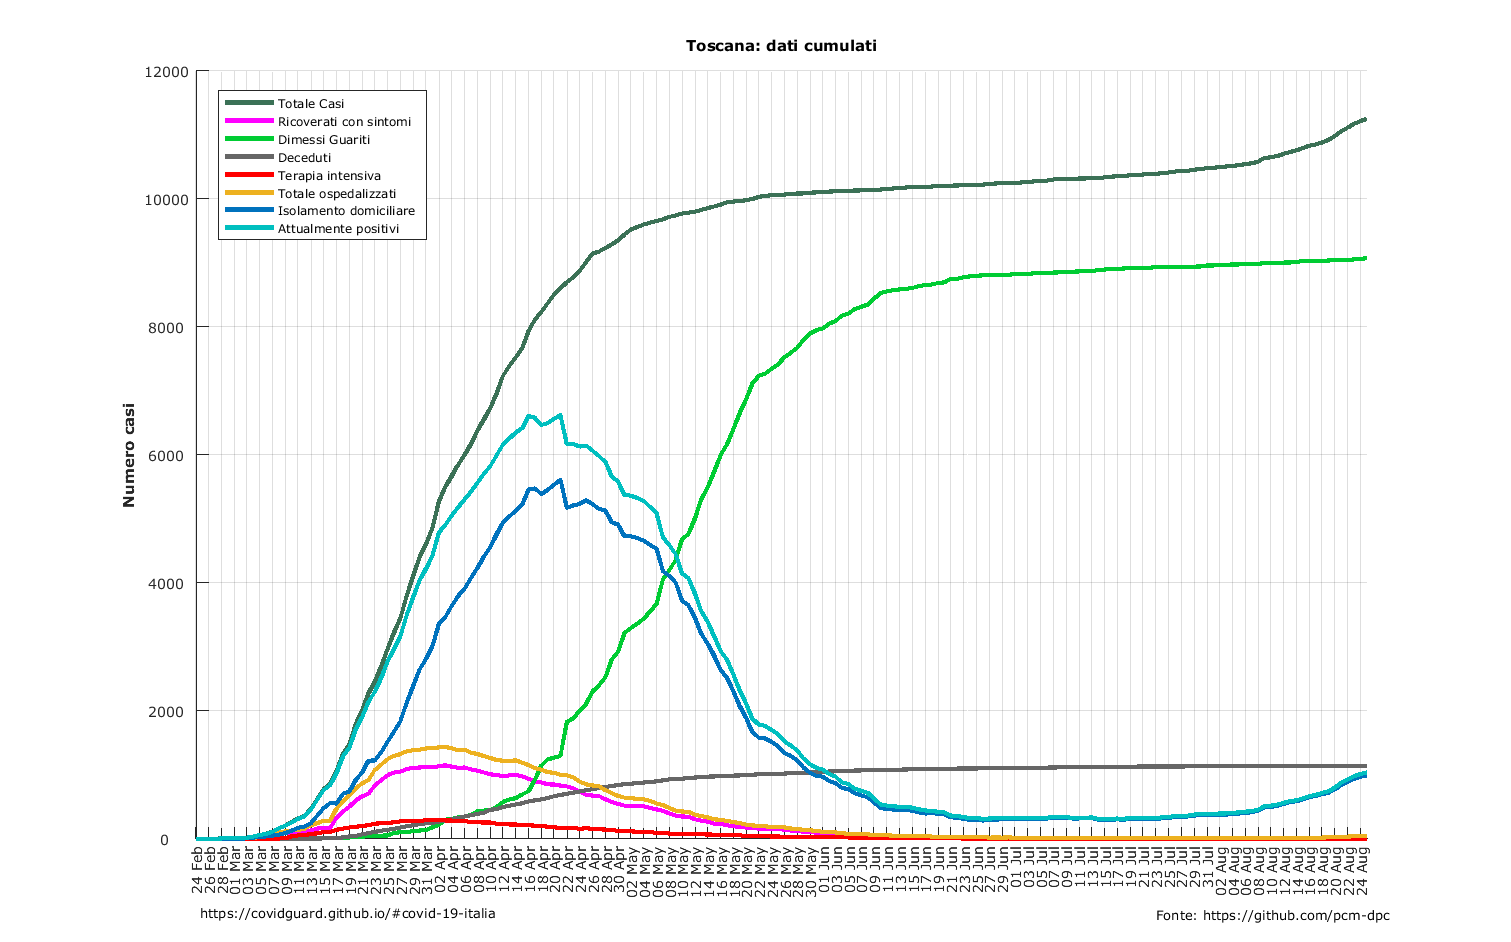 Toscana: dati cumulati
12000
10000
8000
6000
4000
2000
0
Numero casi
Totale Casi
Ricoverati con sintomi
Dimessi Guariti
Deceduti
Terapia intensiva
Totale ospedalizzati
Isolamento domiciliare
Attualmente positivi
24 Feb
26 Feb
28 Feb
01 Mar
03 Mar
05 Mar
07 Mar
09 Mar
11 Mar
13 Mar
15 Mar
17 Mar
19 Mar
21 Mar
23 Mar
25 Mar
27 Mar
29 Mar
31 Mar
02 Apr
04 Apr
06 Apr
08 Apr
10 Apr
12 Apr
14 Apr
16 Apr
18 Apr
20 Apr
22 Apr
24 Apr
26 Apr
28 Apr
30 Apr
02 May
04 May
06 May
08 May
10 May
12 May
14 May
16 May
18 May
20 May
22 May
24 May
26 May
28 May
30 May
01 Jun
03 Jun
05 Jun
07 Jun
09 Jun
11 Jun
13 Jun
15 Jun
17 Jun
19 Jun
21 Jun
23 Jun
25 Jun
27 Jun
29 Jun
01 Jul
03 Jul
05 Jul
07 Jul
09 Jul
11 Jul
13 Jul
15 Jul
17 Jul
19 Jul
21 Jul
23 Jul
25 Jul
27 Jul
29 Jul
31 Jul
02 Aug
04 Aug
06 Aug
08 Aug
10 Aug
12 Aug
14 Aug
16 Aug
18 Aug
20 Aug
22 Aug
24 Aug
https://covidguard.github.io/#covid-19-italia
Fonte: https://github.com/pcm-dpc